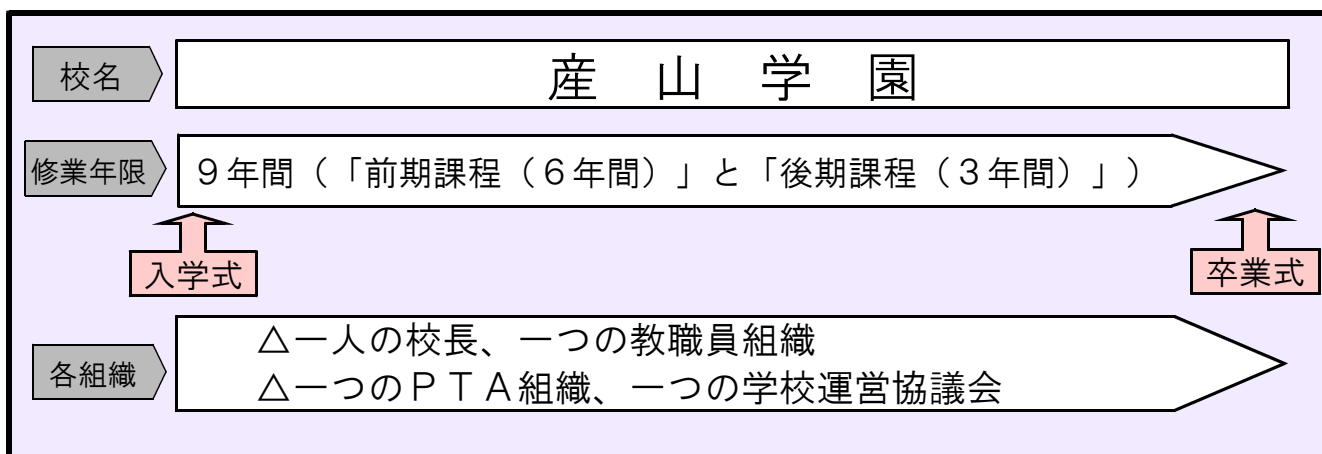 校名
産山学園
修業年限
９年間（「前期課程（６年間）」と「後期課程（３年間）」）
入学式
卒業式
各組織
△一人の校長、一つの教職員組織
△一つのＰＴＡ組織、一つの学校運営協議会